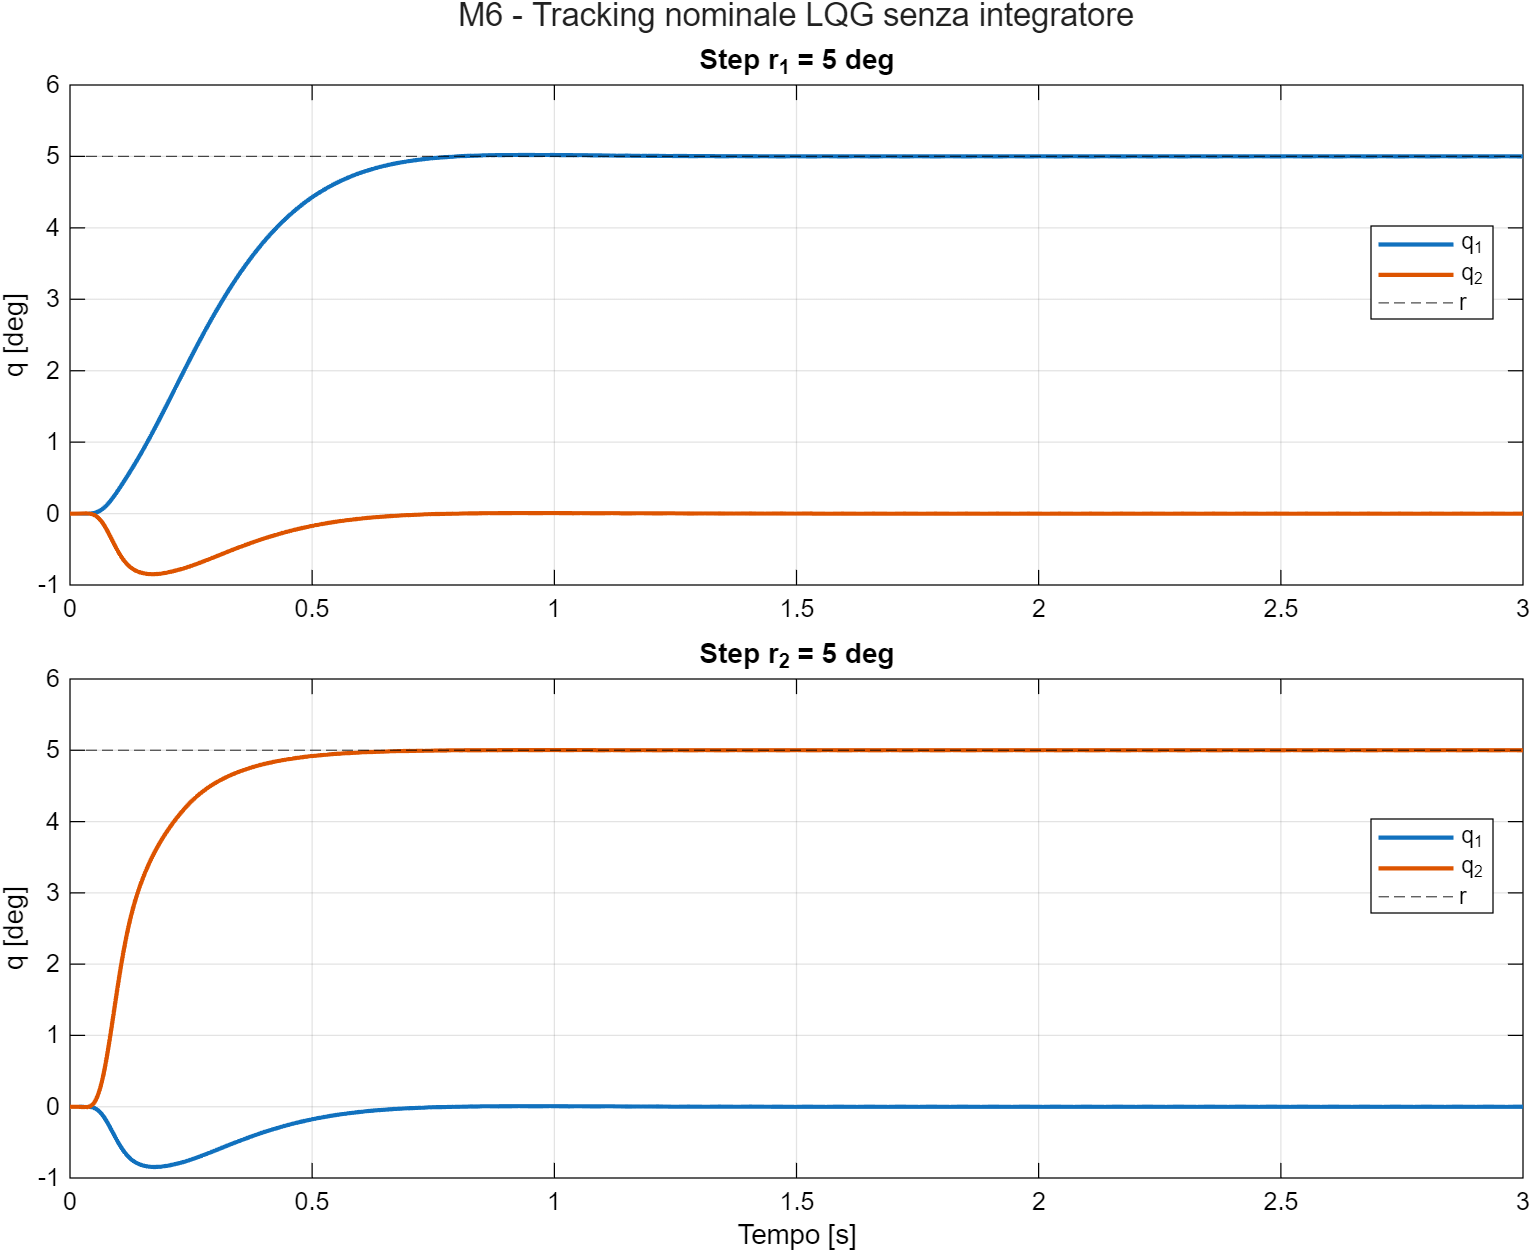 M6 - Tracking nominale LQG senza integratore
Step r₁ = 5 deg
6
5
4
3
2
1
0
-1
q [deg]
q₁
q₂
r
0 0.5 1 1.5 2 2.5 3
Step r₂ = 5 deg
6
5
4
3
2
1
0
-1
q [deg]
q₁
q₂
r
0 0.5 1 1.5 2 2.5 3
Tempo [s]